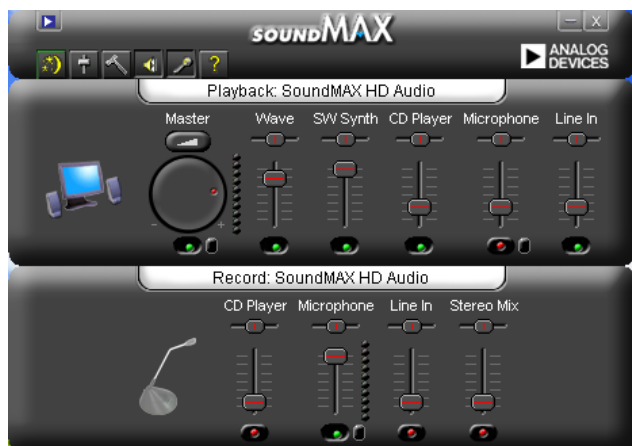 SOUNDMAX
ANALOG
DEVICES
Playback: SoundMAX HD Audio
Master Wave SW Synth CD Player Microphone Line In
Record: SoundMAX HD Audio
CD Player Microphone Line In Stereo Mix